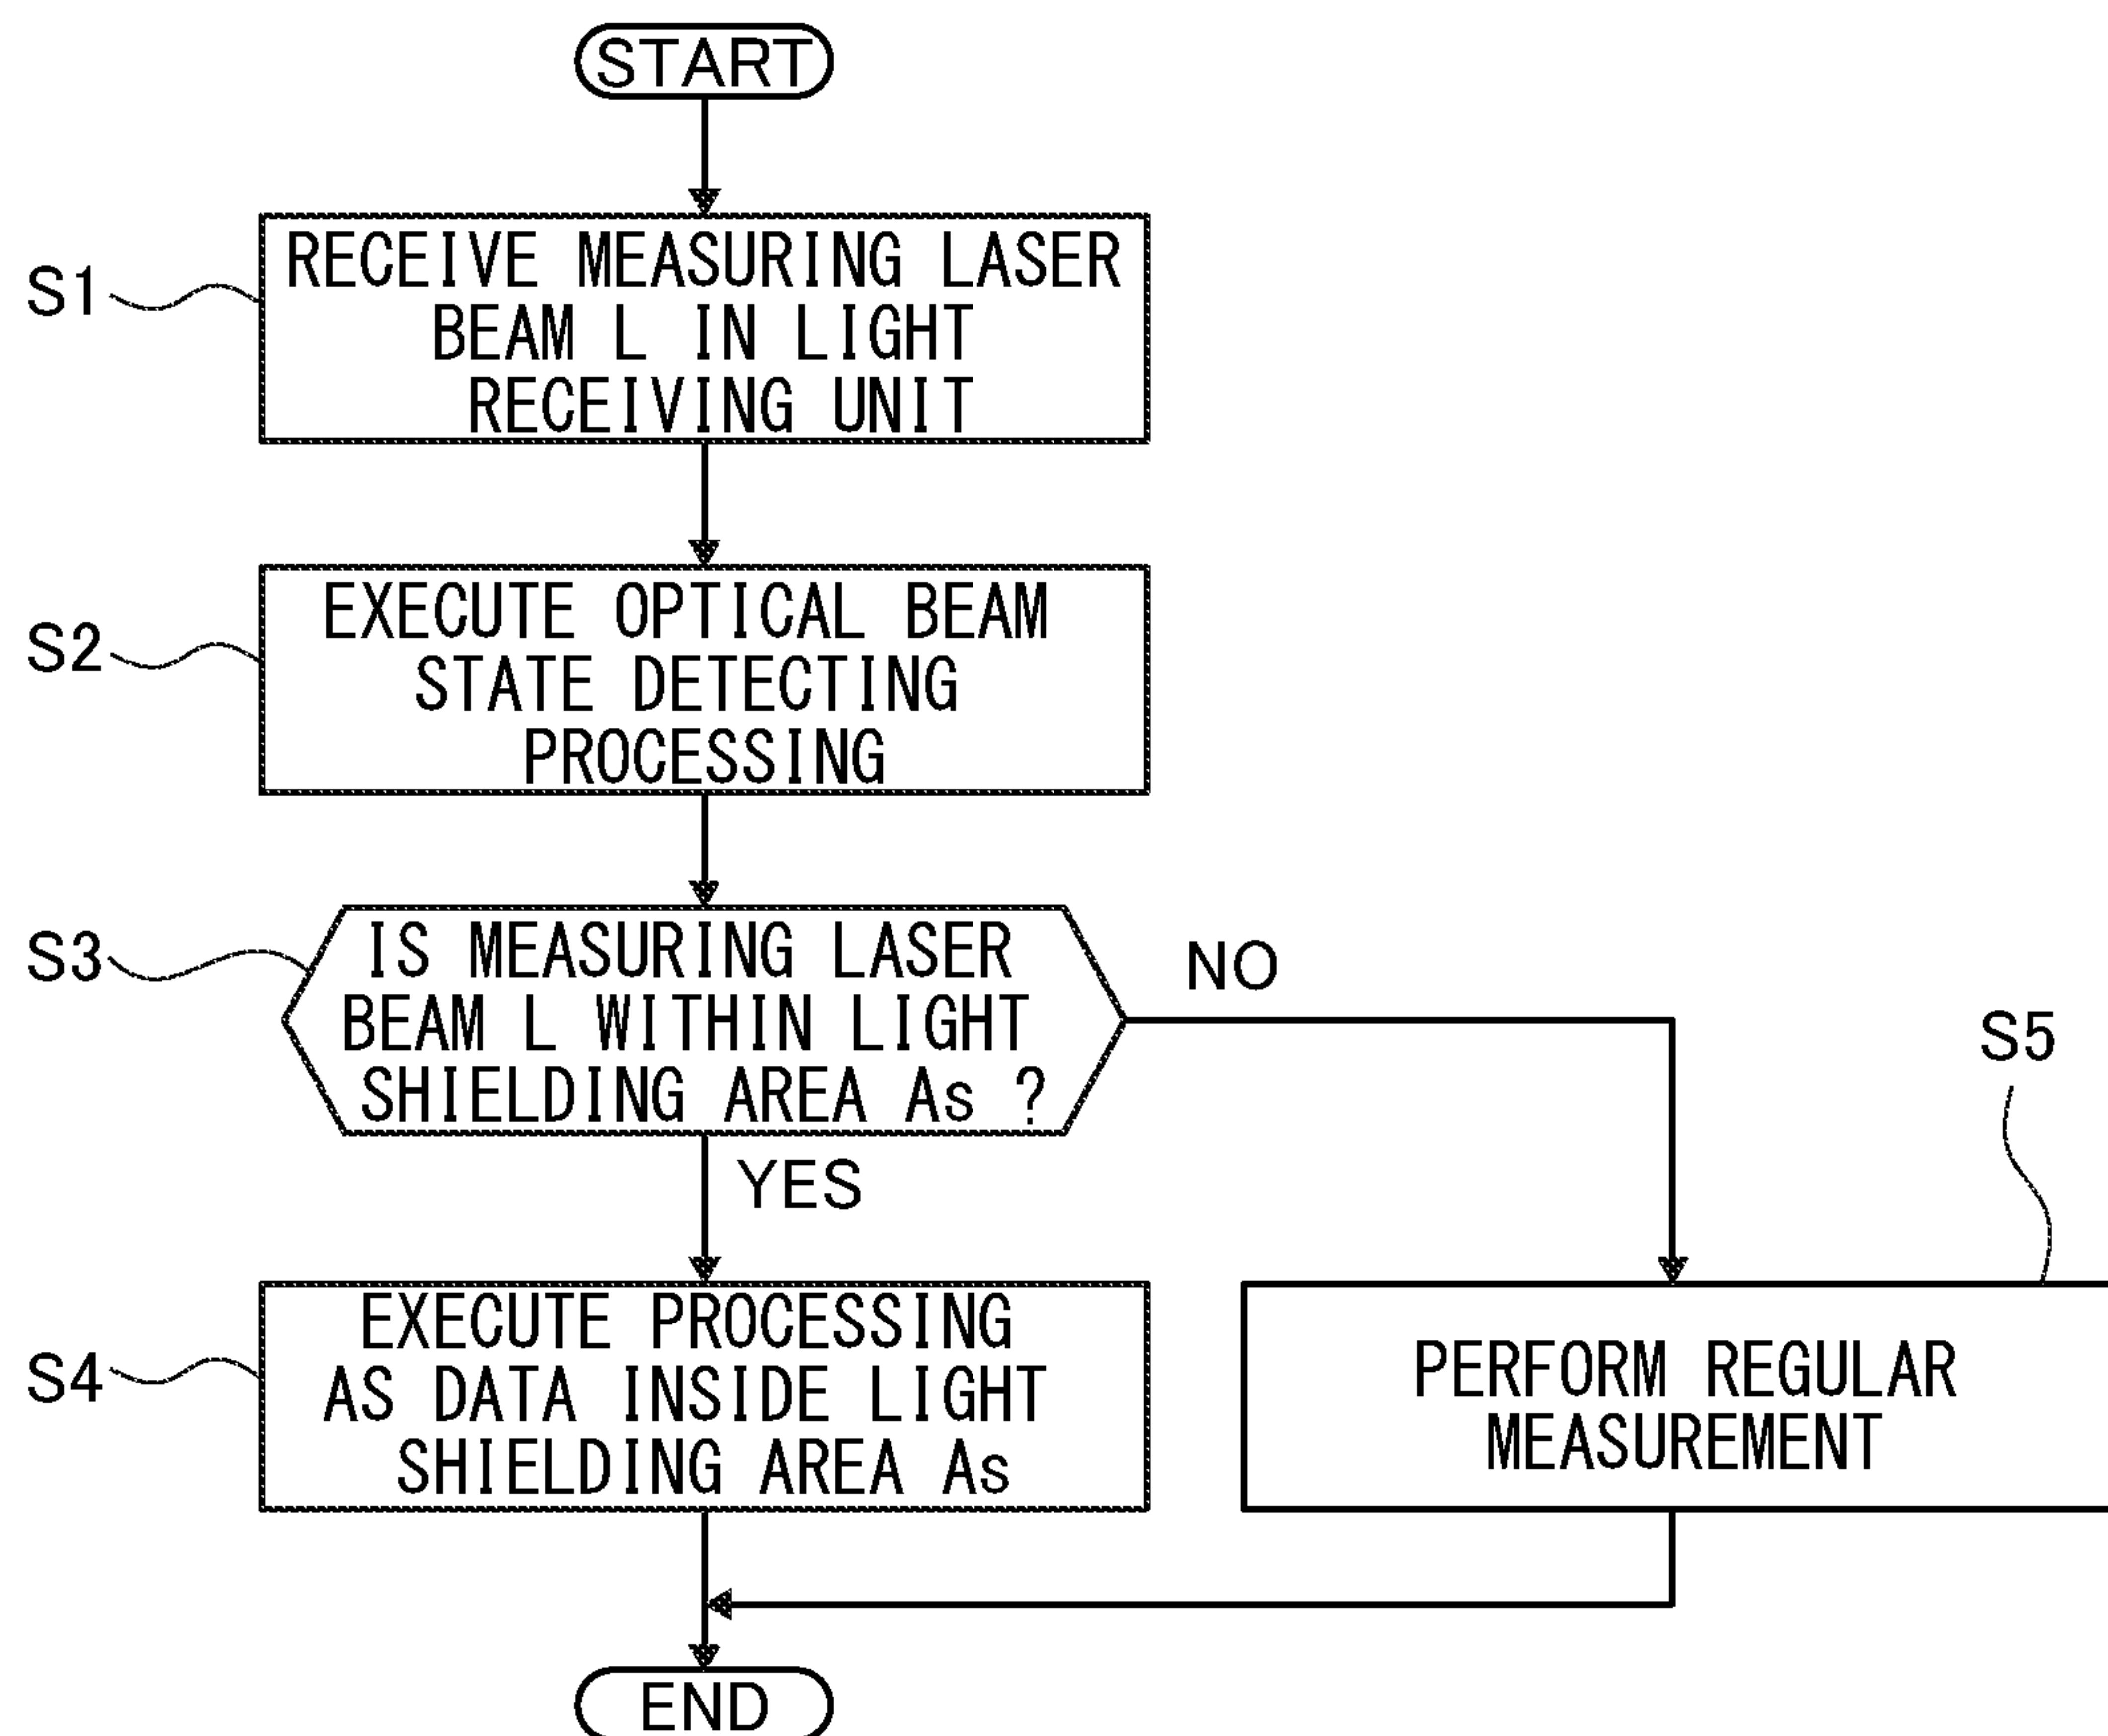 START
S1
RECEIVE MEASURING LASER
BEAM L IN LIGHT
RECEIVING UNIT
S2
EXECUTE OPTICAL BEAM
STATE DETECTING
PROCESSING
S3
IS MEASURING LASER
BEAM L WITHIN LIGHT
SHIELDING AREA As ?
NO
YES
S4
EXECUTE PROCESSING
AS DATA INSIDE LIGHT
SHIELDING AREA As
S5
PERFORM REGULAR
MEASUREMENT
END